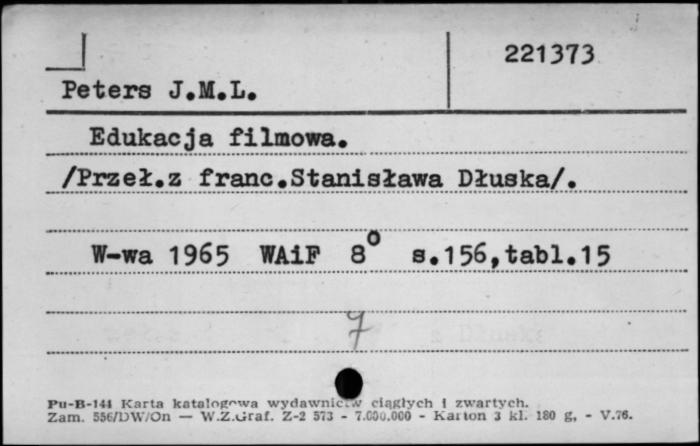 221373
Peters J.M.L.
Edukacja filmowa.
/Przeł.z franc.Stanisława Dłuska/.
W-wa 1965 WAiF 8° s.156,tabl.15
7
Pu-B-144 Karta katalogowa wydawnictw ciągłych i zwartych.
Zam. 556/DW/On — W.Z.Graf. Z-2 573 - 7.000.000 - Karton 3 kl. 180 g, - V.76.